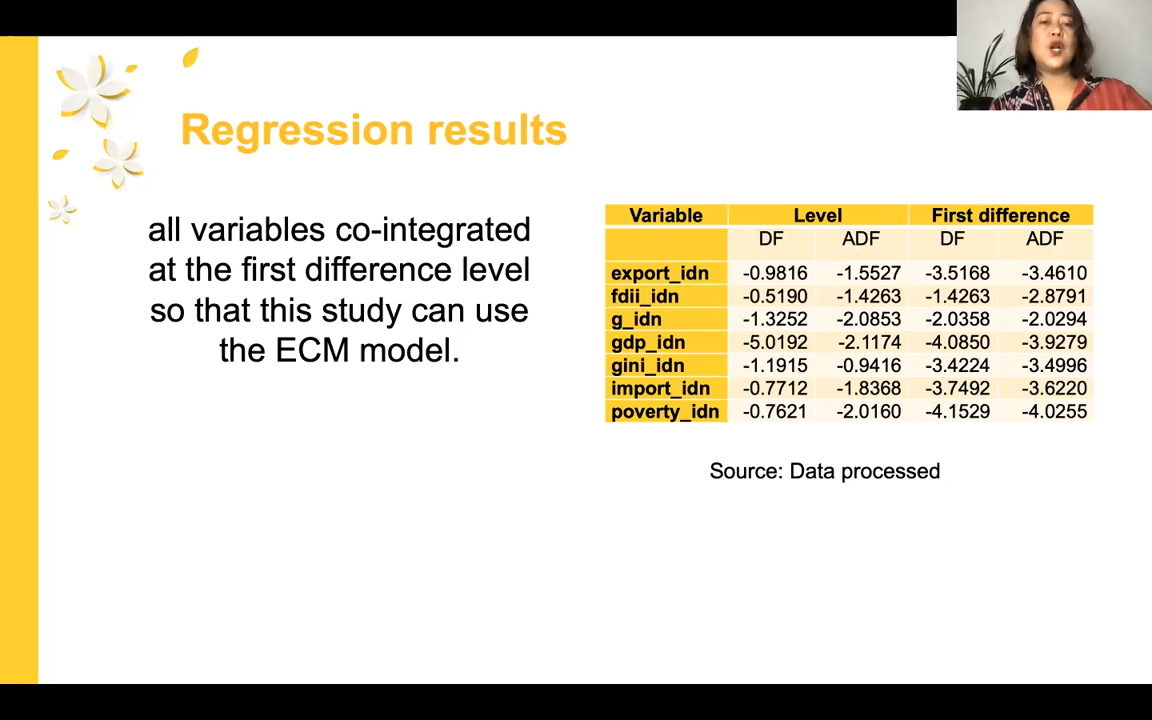 Regression results
all variables co-integrated
at the first difference level
so that this study can use
the ECM model.
Variable Level First difference
DF ADF DF ADF
export_idn -0.9816 -1.5527 -3.5168 -3.4610
fdii_idn -0.5190 -1.4263 -1.4263 -2.8791
g_idn -1.3252 -2.0853 -2.0358 -2.0294
gdp_idn -5.0192 -2.1174 -4.0850 -3.9279
gini_idn -1.1915 -0.9416 -3.4224 -3.4996
import_idn -0.7712 -1.8368 -3.7492 -3.6220
poverty_idn -0.7621 -2.0160 -4.1529 -4.0255
Source: Data processed